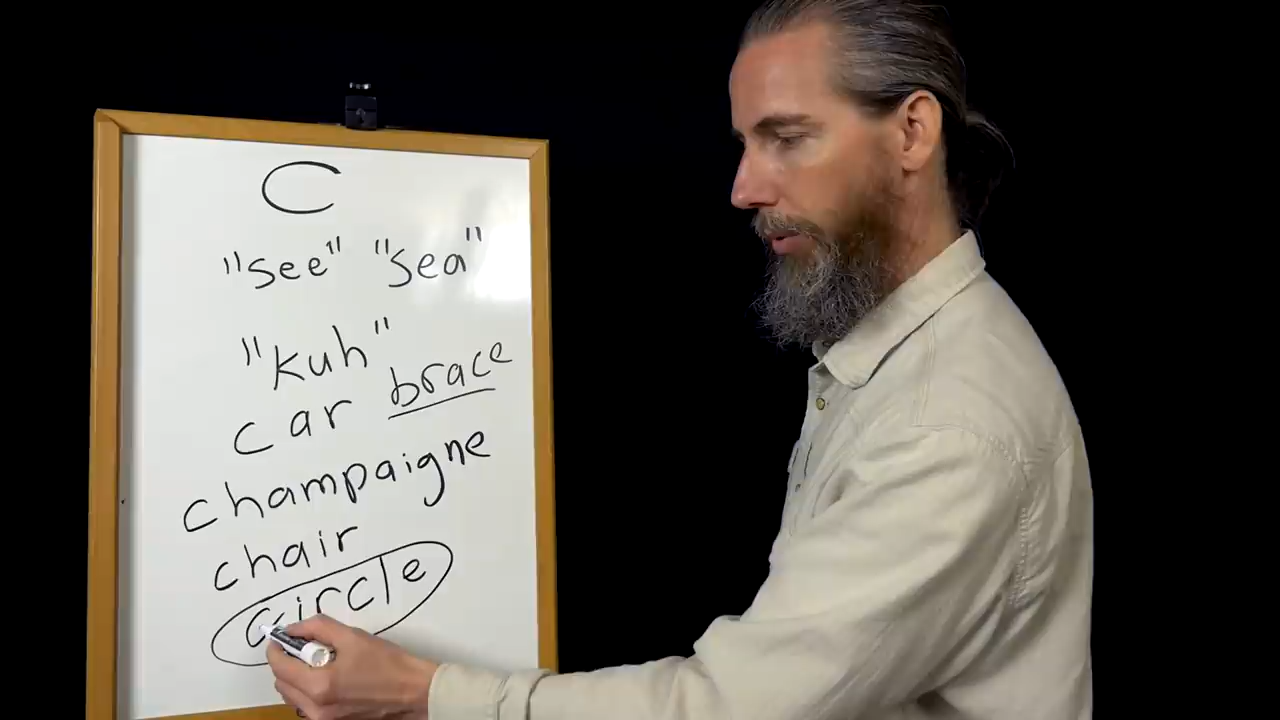 C
"see" "sea"
"kuh"
car brace
champaigne
chair
circle